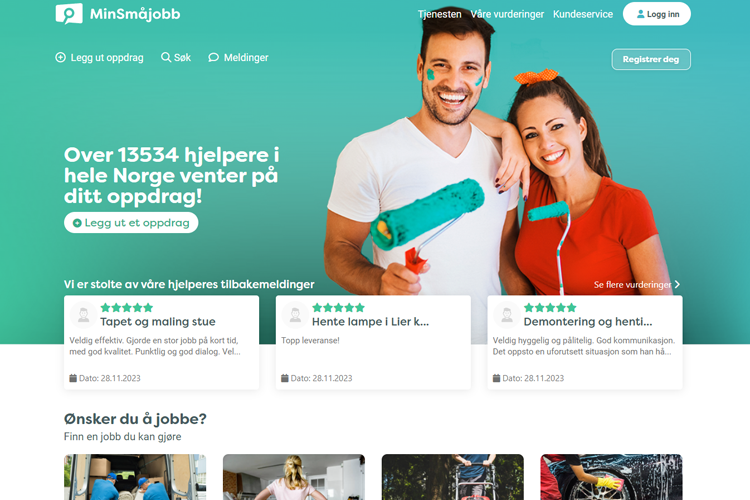 MinSmåjobb
Tjenesten Våre vurderinger Kundeservice Logg inn
Legg ut oppdrag Søk Meldinger Registrer deg
Over 13534 hjelpere i
hele Norge venter på
ditt oppdrag!
Legg ut et oppdrag
Vi er stolte av våre hjelperes tilbakemeldinger
Se flere vurderinger
Tapet og maling stue
Veldig effektiv. Gjorde en stor jobb på kort tid,
med god kvalitet. Punktlig og god dialog. Vel...
Dato: 28.11.2023
Hente lampe i Lier k...
Topp leveranse!
Dato: 28.11.2023
Demontering og henti...
Veldig hyggelig og pålitelig. God kommunikasjon.
Det oppsto en uforutsett situasjon som han hå...
Dato: 28.11.2023
Ønsker du å jobbe?
Finn en jobb du kan gjøre